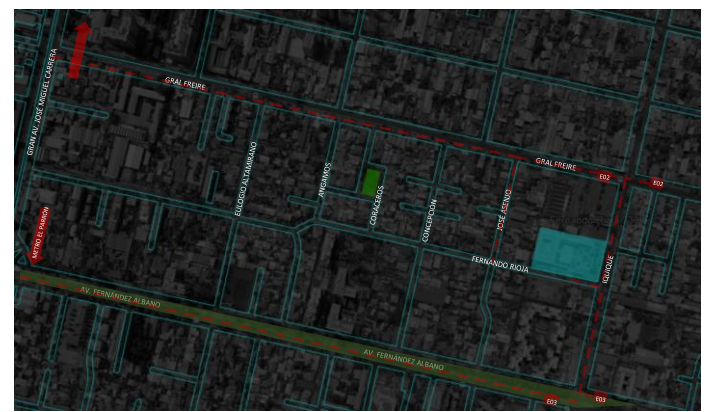 GRAN AV. JOSÉ MIGUEL CARRERA
GRAL FREIRE
GRAL FREIRE
E02
E02
EULOGIO ALTAMIRANO
ANGAMOS
CORACEROS
CONCEPCIÓN
JOSÉ ASENJO
FERNANDO RIOJA
IQUIQUE
METRO EL PARRÓN
AV. FERNÁNDEZ ALBANO
AV. FERNÁNDEZ ALBANO
E03
E03